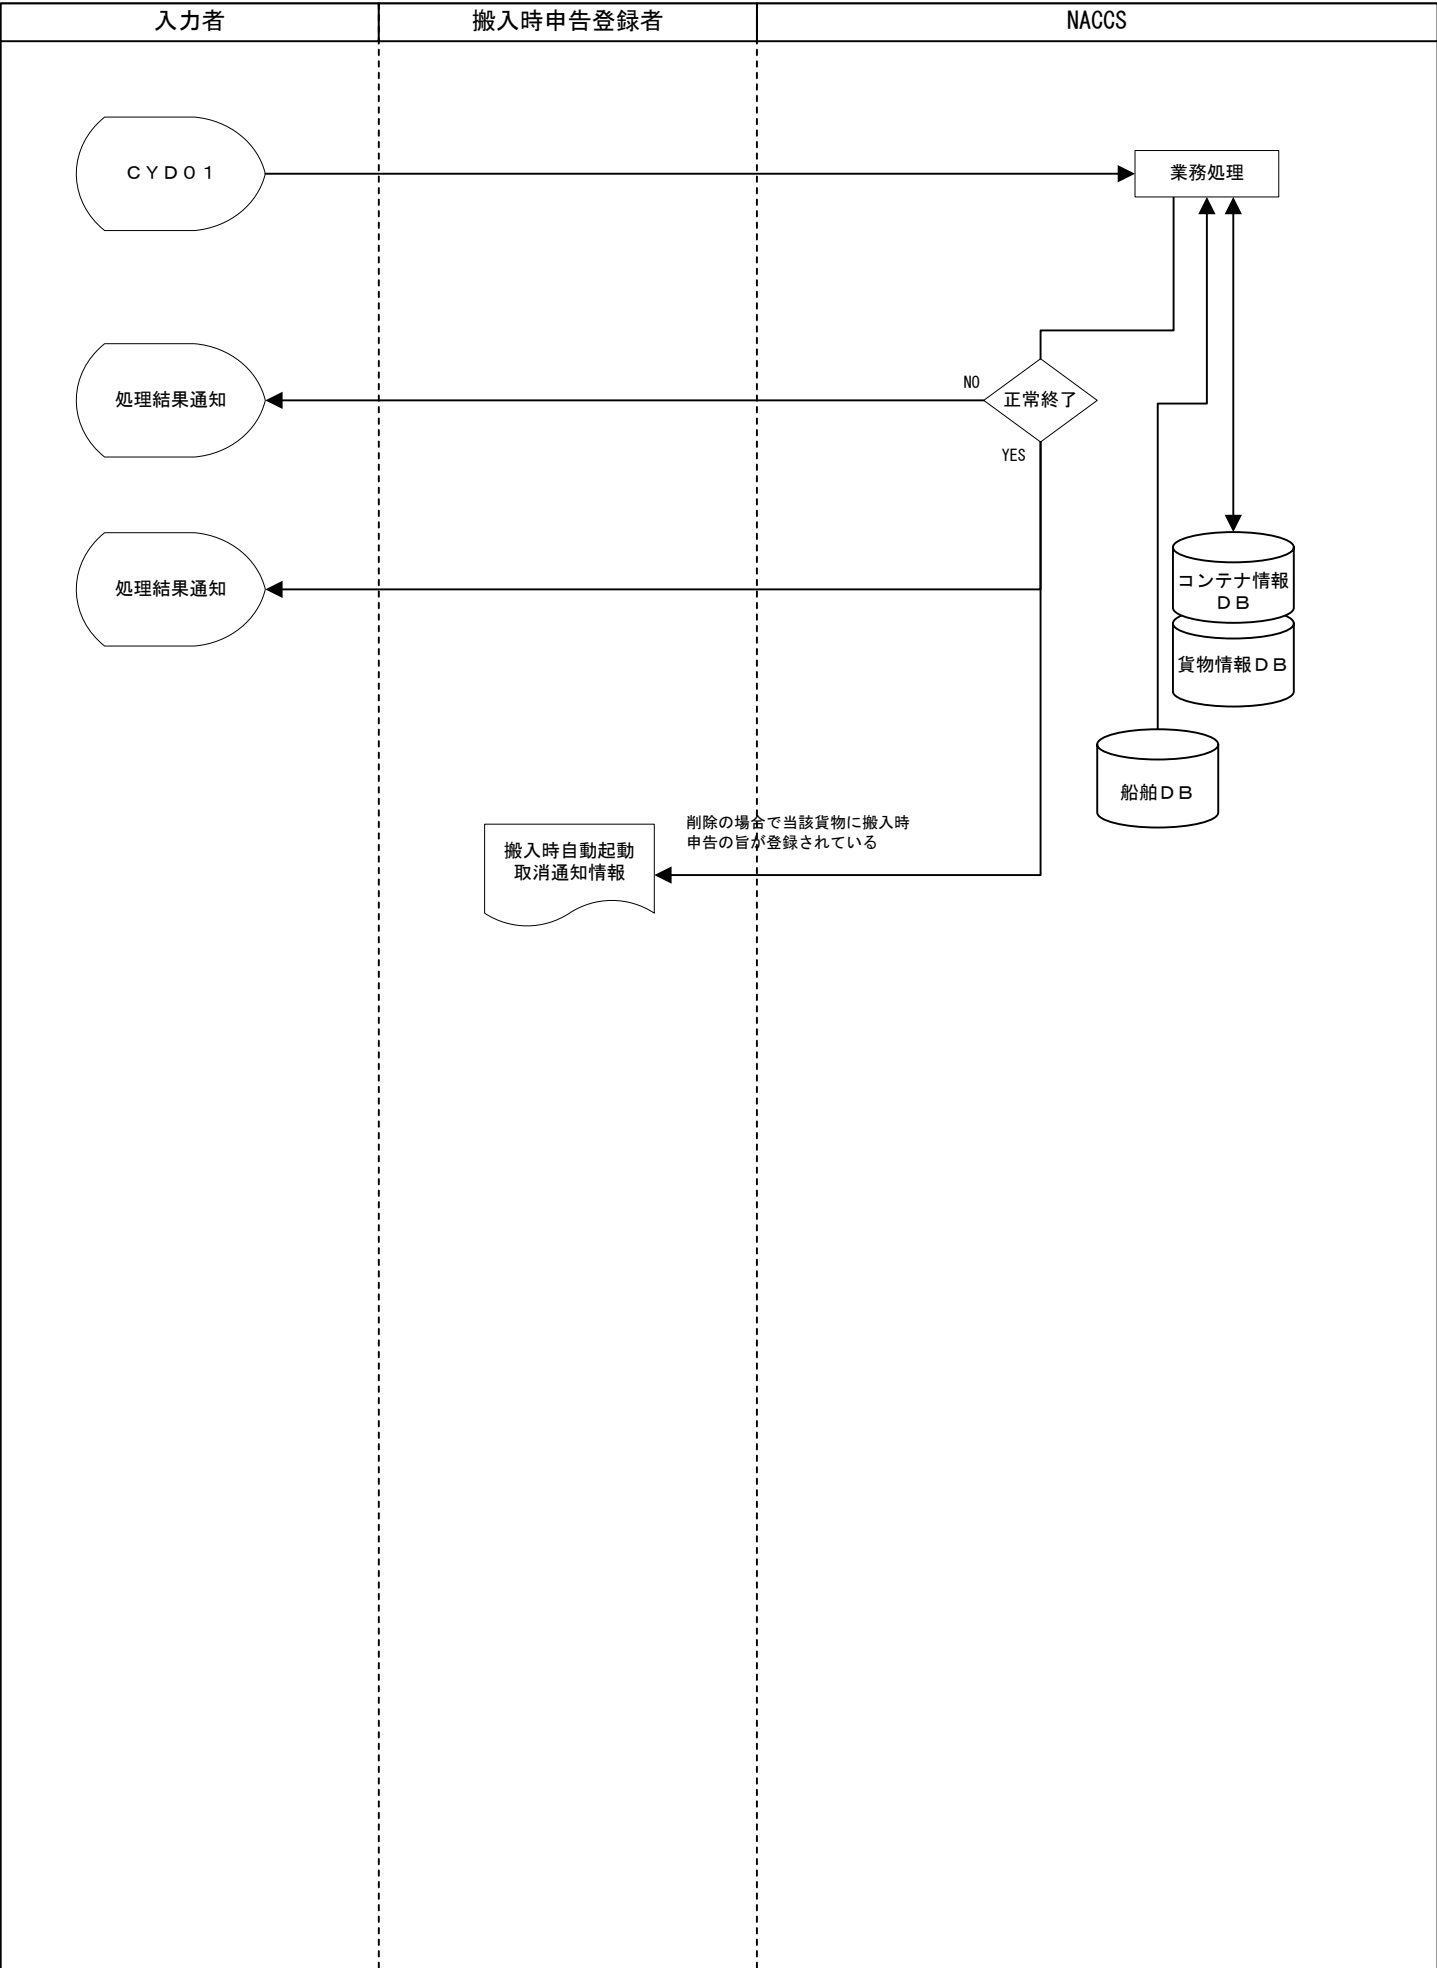 入力者
搬入時申告登録者
NACCS
ＣＹＤ０１
業務処理
処理結果通知
NO
正常終了
YES
処理結果通知
コンテナ情報
ＤＢ
貨物情報ＤＢ
船舶ＤＢ
削除の場合で当該貨物に搬入時
申告の旨が登録されている
搬入時自動起動
取消通知情報